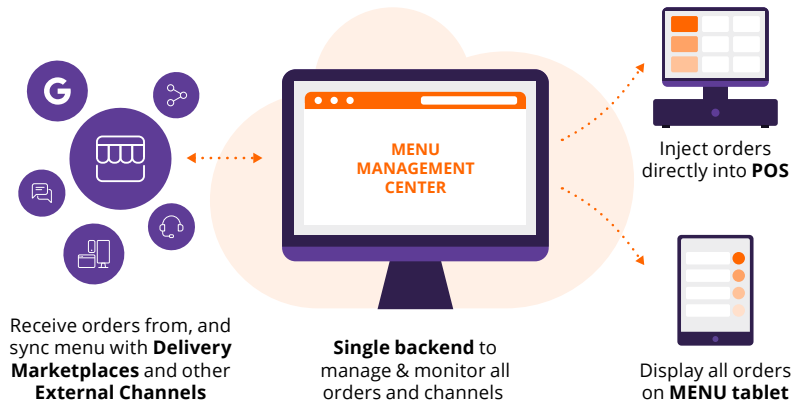 G
MENU
MANAGEMENT
CENTER
Inject orders
directly into POS
Receive orders from, and
sync menu with Delivery
Marketplaces and other
External Channels
Single backend to
manage & monitor all
orders and channels
Display all orders
on MENU tablet